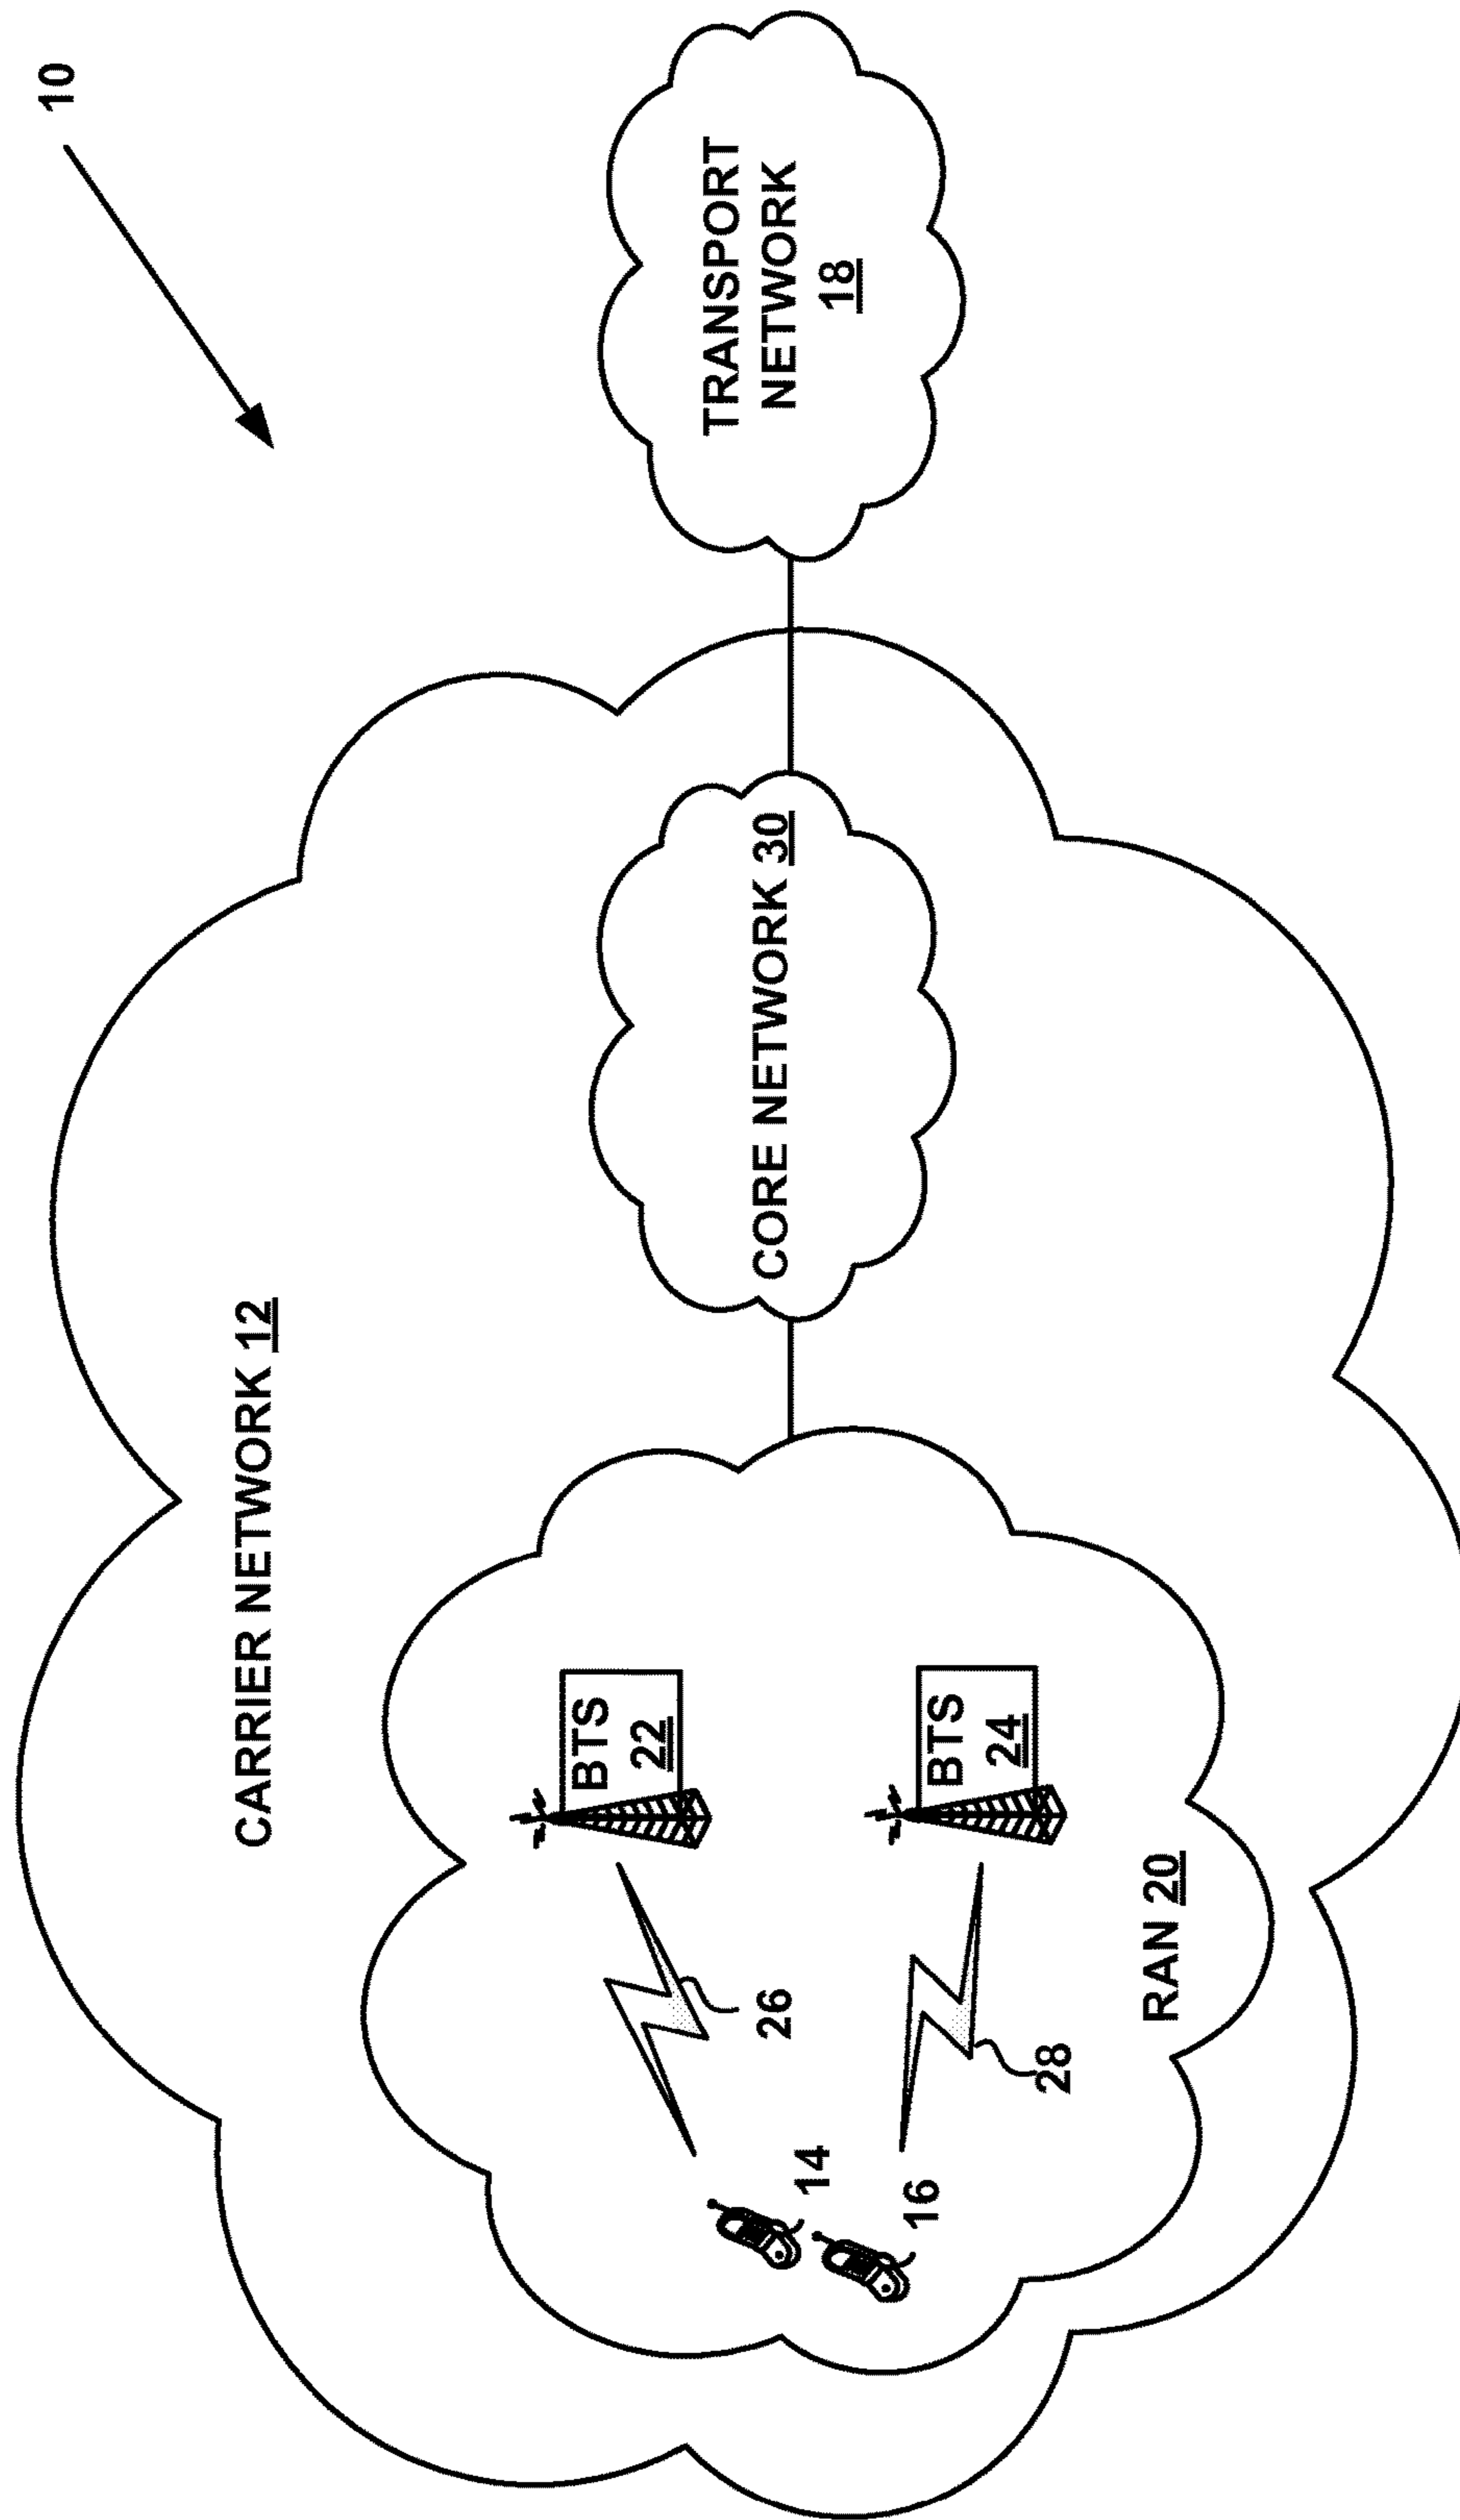 10
CARRIER NETWORK 12
TRANSPORT
NETWORK
18
CORE NETWORK 30
BTS
22
BTS
24
26
28
14
16
RAN 20